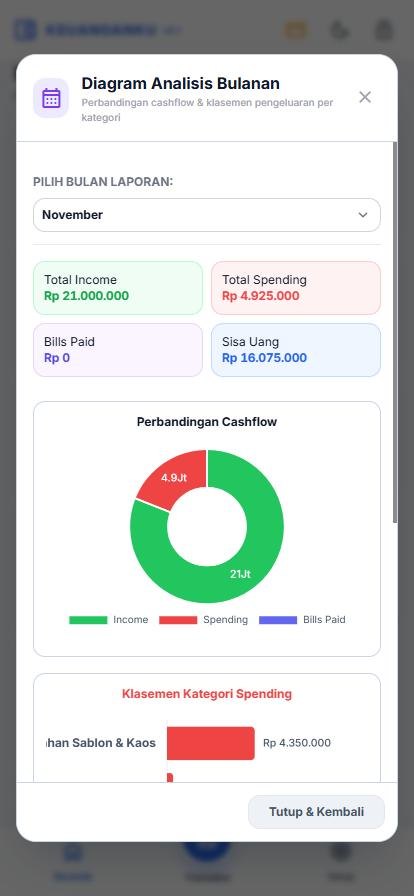 KEUANGANKU
Diagram Analisis Bulanan
Perbandingan cashflow & klasemen pengeluaran per
kategori
PILIH BULAN LAPORAN:
November
Total Income
Rp 21.000.000
Total Spending
Rp 4.925.000
Bills Paid
Rp 0
Sisa Uang
Rp 16.075.000
Perbandingan Cashflow
4.9Jt
21Jt
Income
Spending
Bills Paid
Klasemen Kategori Spending
han Sablon & Kaos
Rp 4.350.000
Tutup & Kembali